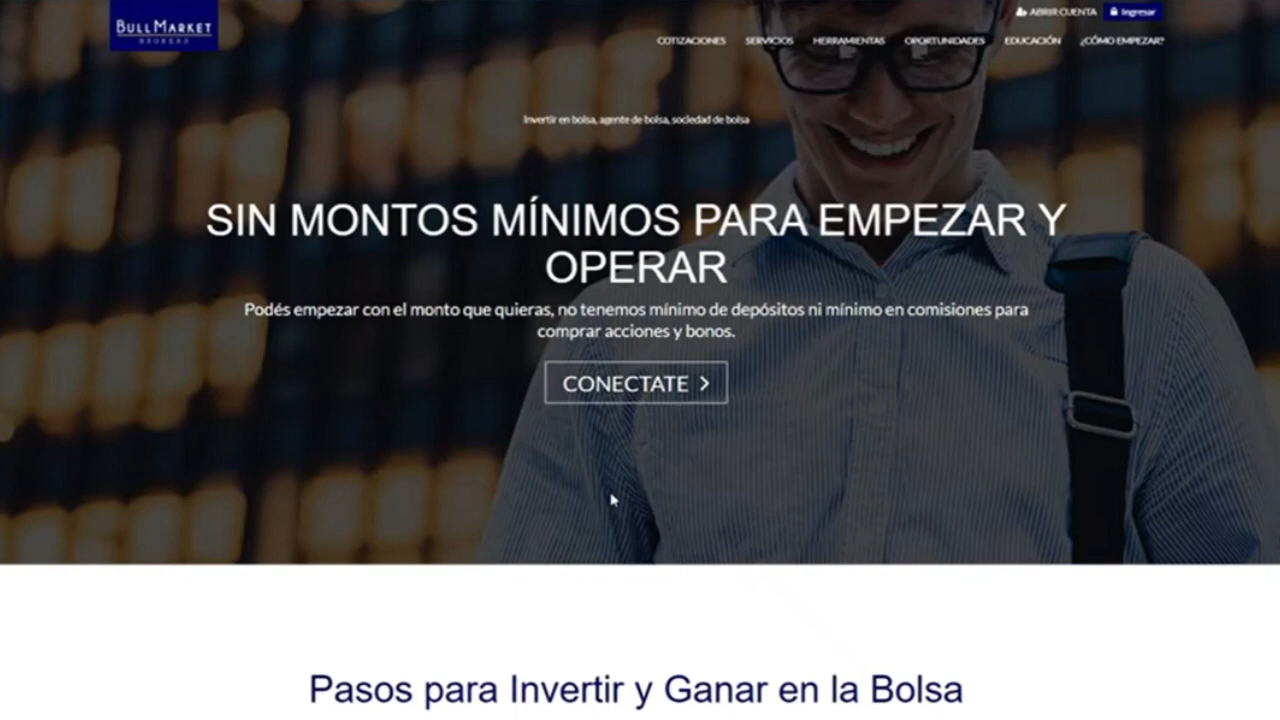 BULLMARKET
BROKERS
ABRIR CUENTA
Ingresar
COTIZACIONES SERVICIOS HERRAMIENTAS OPORTUNIDADES EDUCACIÓN ¿CÓMO EMPEZAR?
Invertir en bolsa, agente de bolsa, sociedad de bolsa
SIN MONTOS MÍNIMOS PARA EMPEZAR Y
OPERAR
Podés empezar con el monto que quieras, no tenemos mínimo de depósitos ni mínimo en comisiones para
comprar acciones y bonos.
CONECTATE
Pasos para Invertir y Ganar en la Bolsa